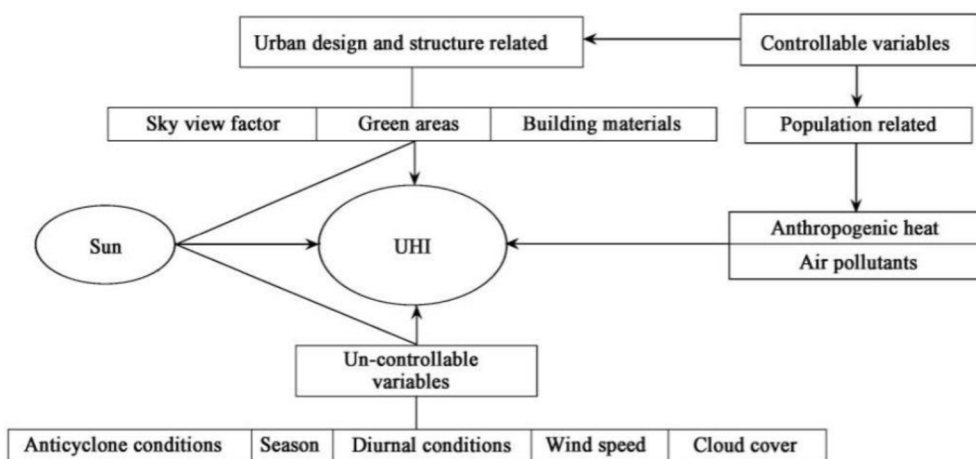 Urban design and structure related
Controllable variables
Sky view factor
Green areas
Building materials
Population related
Sun
UHI
Anthropogenic heat
Air pollutants
Un-controllable
variables
Anticyclone conditions
Season
Diurnal conditions
Wind speed
Cloud cover